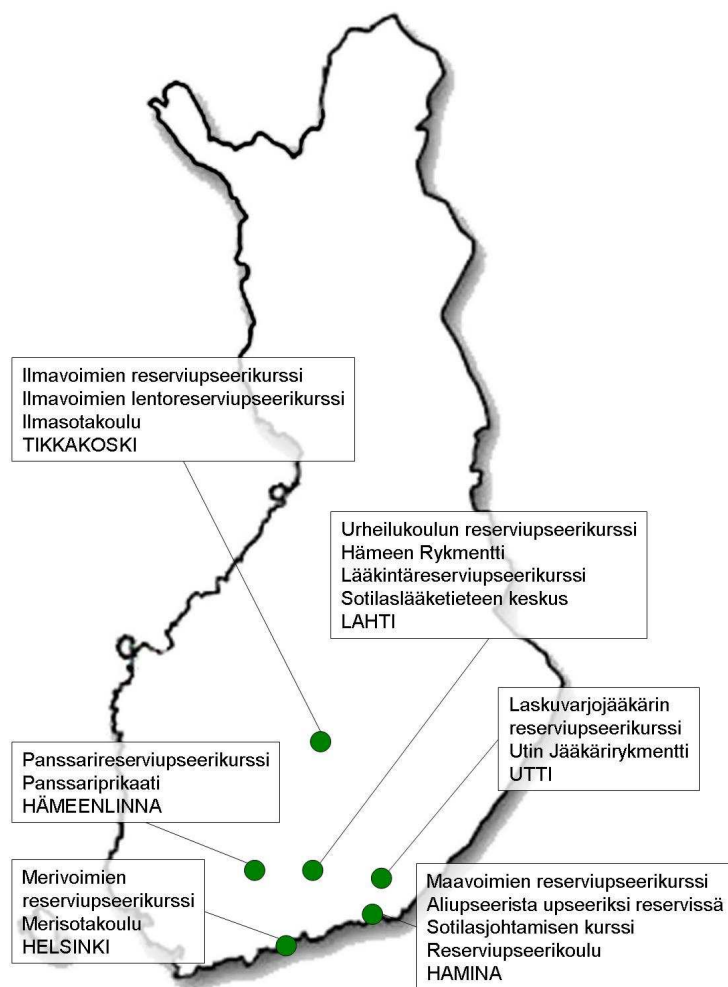 Ilmavoimien reserviupseerikurssi
Ilmavoimien lentoreserviupseerikurssi
Ilmasotakoulu
TIKKAKOSKI
Urheilukoulun reserviupseerikurssi
Hämeen Rykmentti
Lääkintäreserviupseerikurssi
Sotilaslääketieteen keskus
LAHTI
Laskuvarjojääkärin
reserviupseerikurssi
Utin Jääkärirykmentti
UTTI
Panssarireserviupseerikurssi
Panssariprikaati
HÄMEENLINNA
Merivoimien
reserviupseerikurssi
Merisotakoulu
HELSINKI
Maavoimien reserviupseerikurssi
Aliupseerista upseeriksi reservissä
Sotilasjohtamisen kurssi
Reserviupseerikoulu
HAMINA